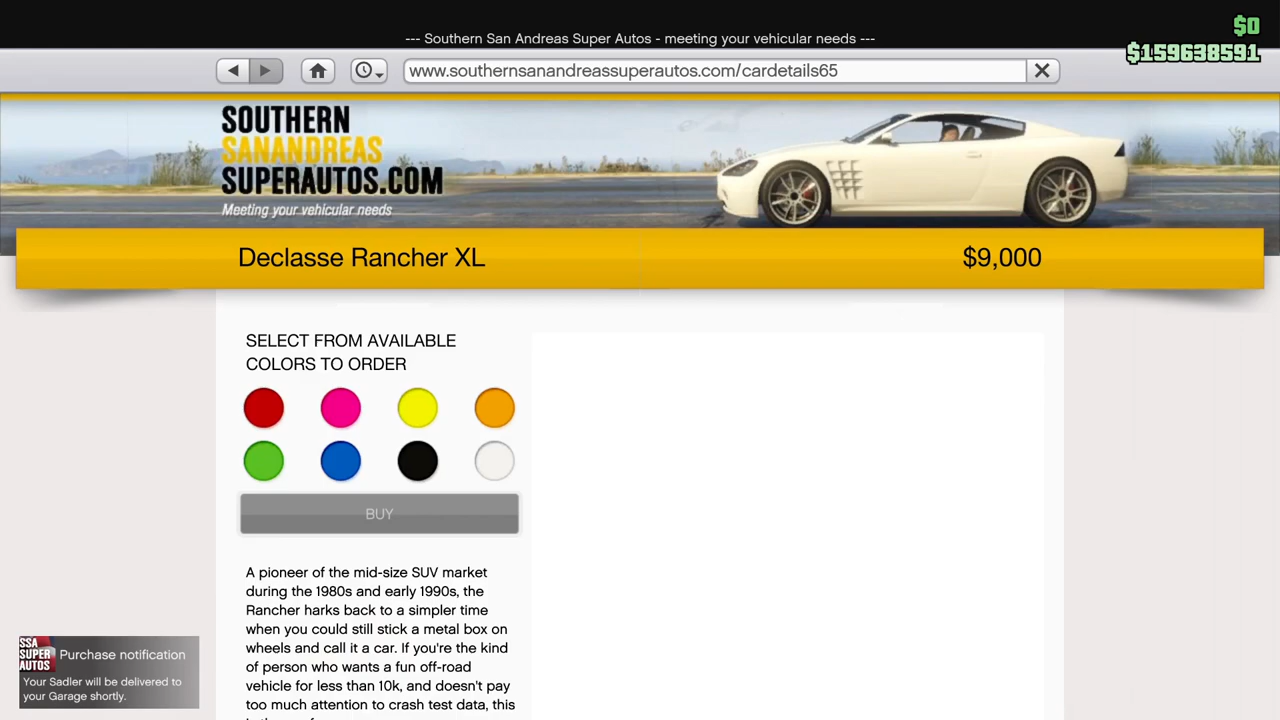 $0
--- Southern San Andreas Super Autos - meeting your vehicular needs ---
$159638591
www.southernsanandreassuperautos.com/cardetails65
SOUTHERN
SANANDREAS
SUPERAUTOS.COM
Meeting your vehicular needs
Declasse Rancher XL $9,000
SELECT FROM AVAILABLE
COLORS TO ORDER
BUY
A pioneer of the mid-size SUV market
during the 1980s and early 1990s, the
Rancher harks back to a simpler time
when you could still stick a metal box on
wheels and call it a car. If you're the kind
of person who wants a fun off-road
vehicle for less than 10k, and doesn't pay
too much attention to crash test data, this
SSA
SUPER
AUTOS
Purchase notification
Your Sadler will be delivered to
your Garage shortly.